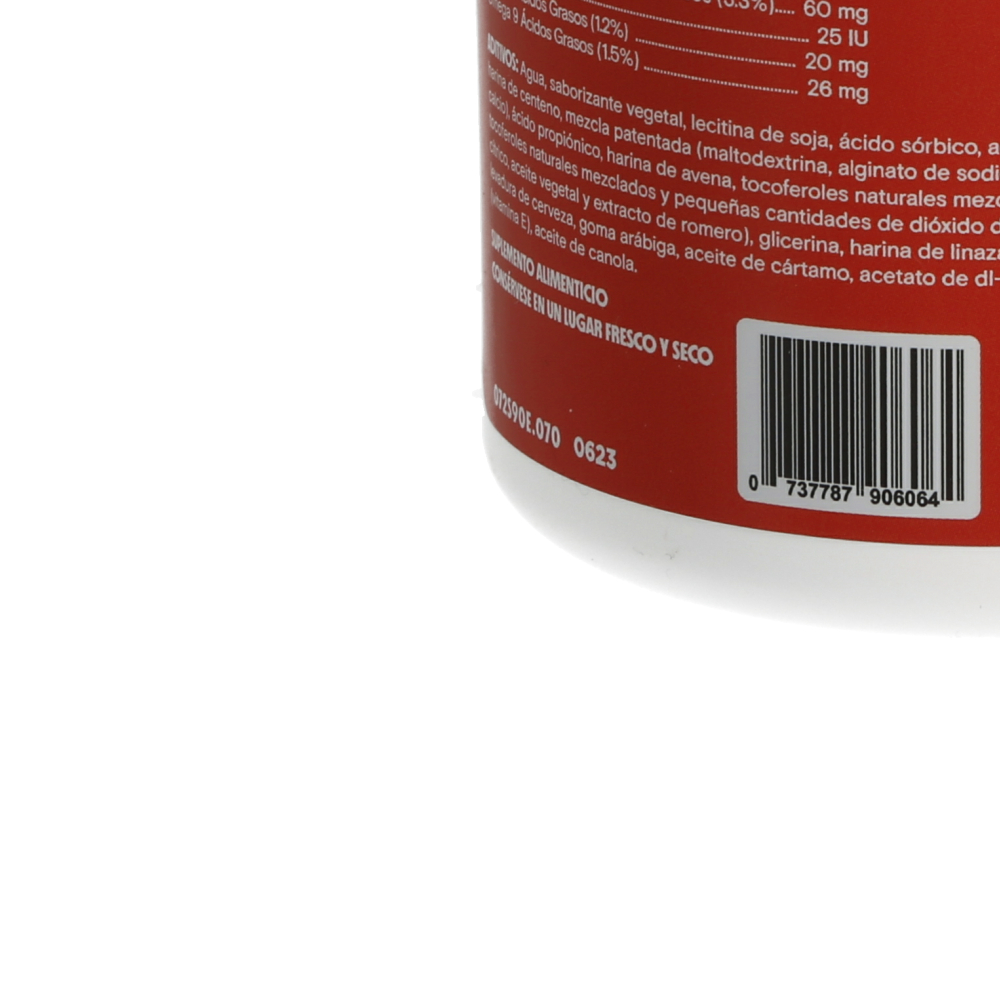 (3.3%)..... 60 mg
25 IU
Ácidos Grasos (1.2%) ........ 20 mg
Omega 9 Ácidos Grasos (1.5%) ........ 26 mg
ADITIVOS: Agua, saborizante vegetal, lecitina de soja, ácido sórbico,
harina de centeno, mezcla patentada (maltodextrina, alginato de
calcio), ácido propiónico, harina de avena, tocoferoles naturales
tocoferoles naturales mezclados y pequeñas cantidades de dióxido
cítrico, aceite vegetal y extracto de romero), glicerina, harina de linaza
levadura de cerveza, goma arábiga, aceite de cártamo, acetato de dl-
(vitamina E), aceite de canola.
SUPLEMENTO ALIMENTICIO
CONSÉRVESE EN UN LUGAR FRESCO Y SECO
072590E.070 0623
0 737787 906064